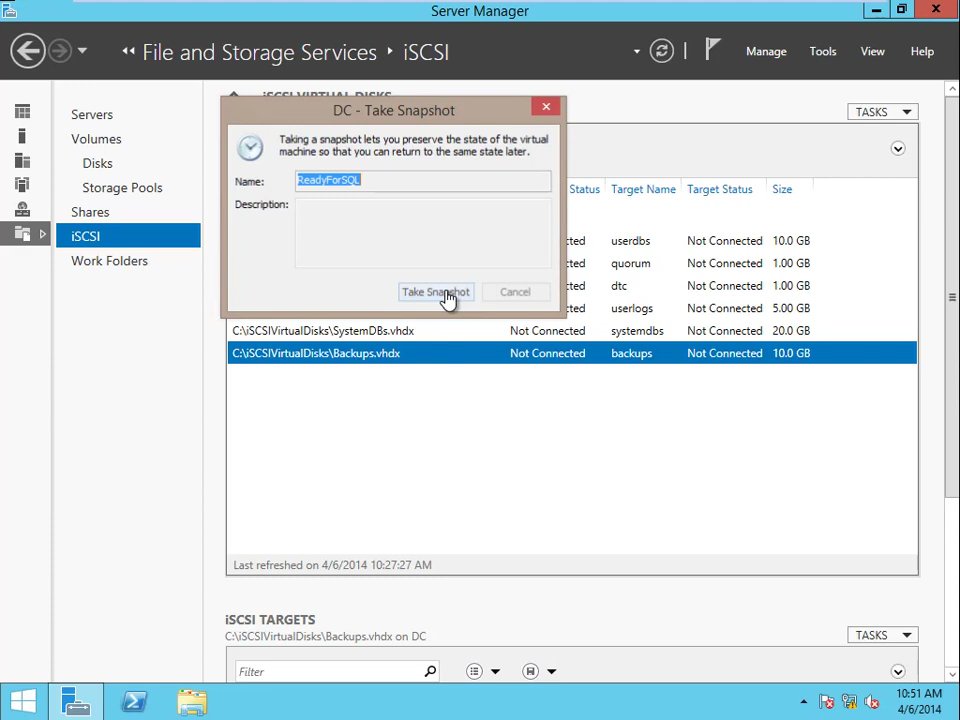 Server Manager
File and Storage Services
iSCSI
Manage
Tools
View
Help
Servers
Volumes
Disks
Storage Pools
Shares
iSCSI
Work Folders
TASKS
DC - Take Snapshot
Taking a snapshot lets you preserve the state of the virtual
machine so that you can return to the same state later.
Name:
ReadyForSQL
Description:
Take Snapshot
Cancel
Status Target Name Target Status Size
cted userdbs Not Connected 10.0 GB
cted quorum Not Connected 1.00 GB
cted dtc Not Connected 1.00 GB
cted userlogs Not Connected 5.00 GB
C:\iSCSIVirtualDisks\SystemDBs.vhdx Not Connected systemdbs Not Connected 20.0 GB
C:\iSCSIVirtualDisks\Backups.vhdx Not Connected backups Not Connected 10.0 GB
Last refreshed on 4/6/2014 10:27:27 AM
iSCSI TARGETS
C:\iSCSIVirtualDisks\Backups.vhdx on DC
TASKS
Filter
10:51 AM
4/6/2014